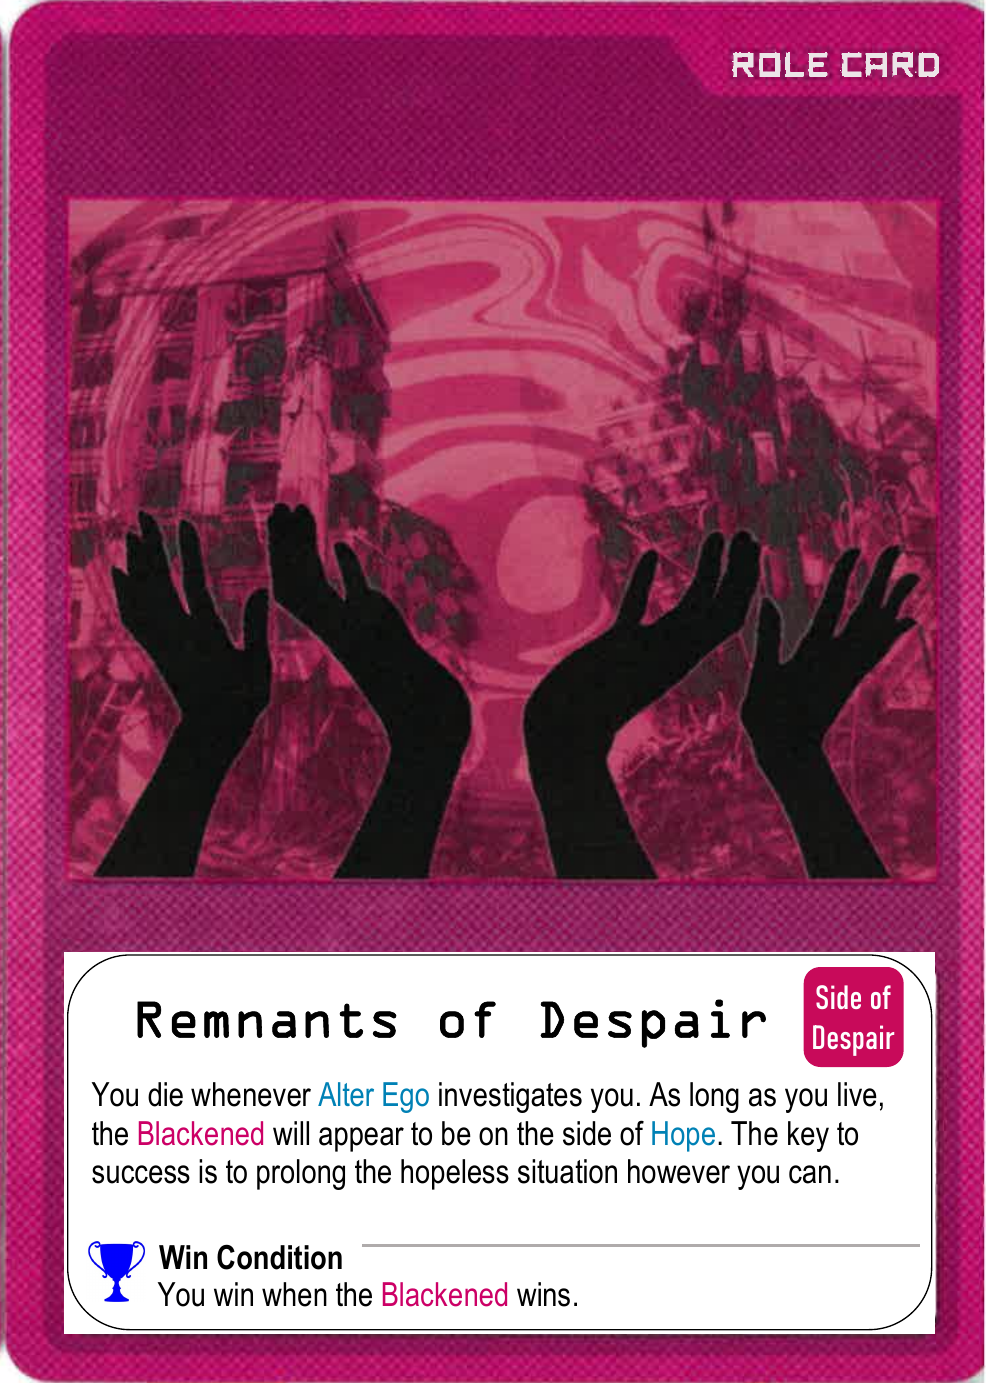 ROLE CARD
Remnants of Despair
Side of
Despair
You die whenever Alter Ego investigates you. As long as you live,
the Blackened will appear to be on the side of Hope. The key to
success is to prolong the hopeless situation however you can.
Win Condition
You win when the Blackened wins.